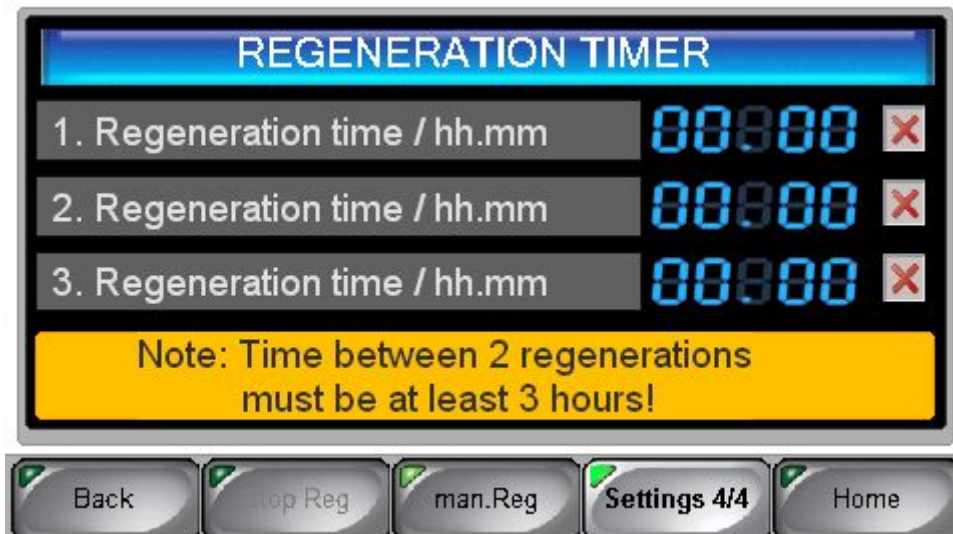 REGENERATION TIMER
1. Regeneration time / hh.mm 00.00
2. Regeneration time / hh.mm 00.00
3. Regeneration time / hh.mm 00.00
Note: Time between 2 regenerations
must be at least 3 hours!
Back top Reg man.Reg Settings 4/4 Home